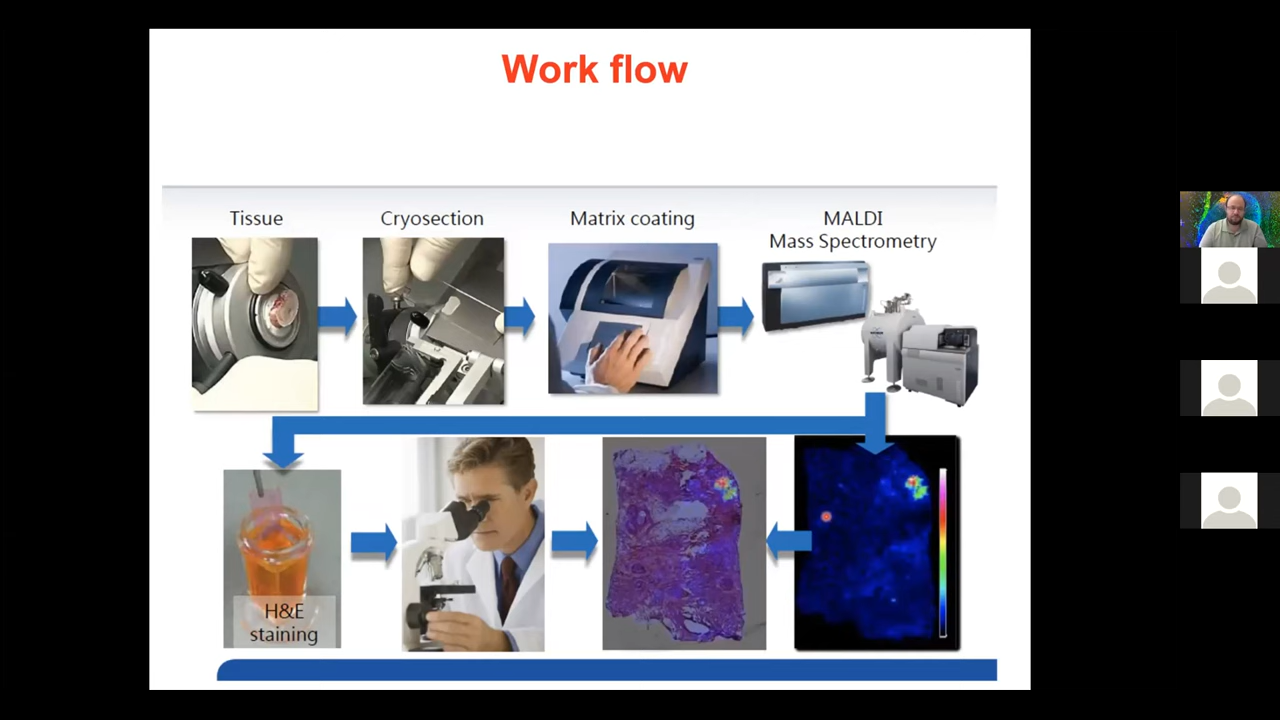 Work flow
Tissue
Cryosection
Matrix coating
MALDI
Mass Spectrometry
H&E
staining